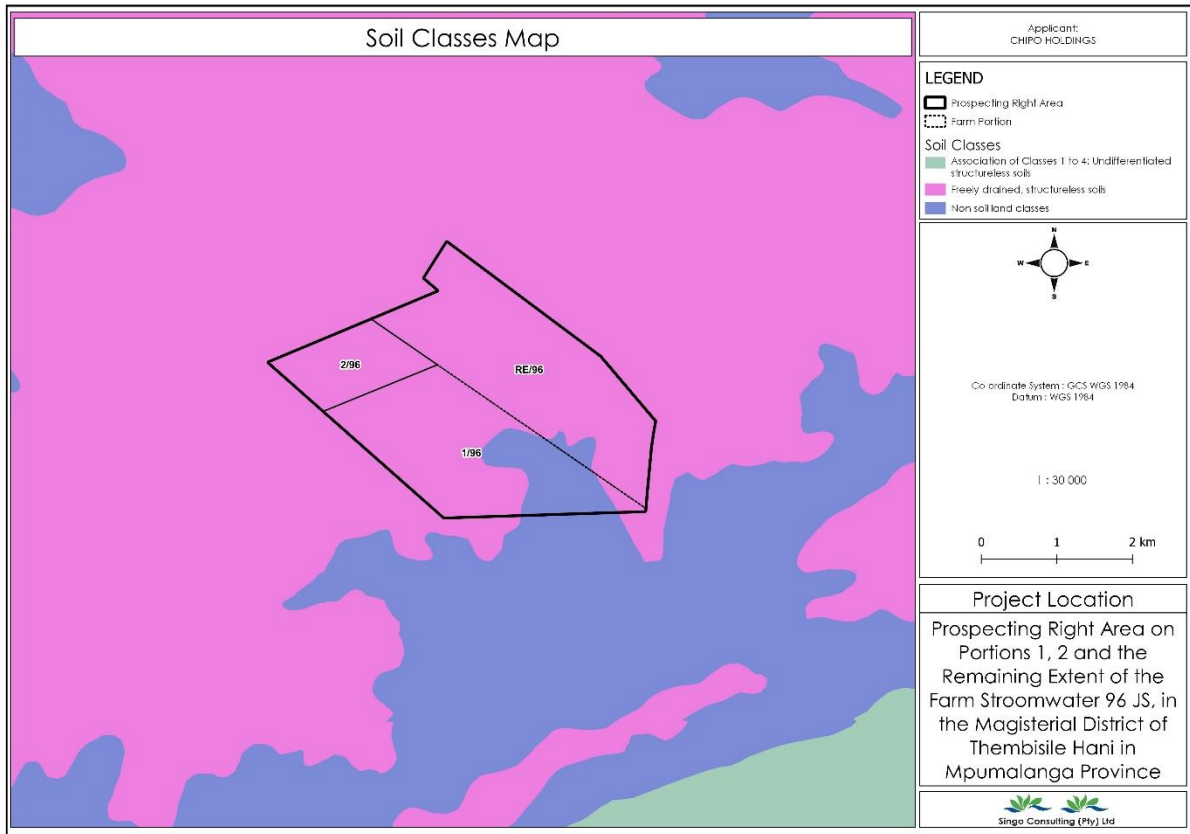 Soil Classes Map
Applicant:
CHIPO HOLDINGS
LEGEND
Prospecting Right Area
Farm Portion
Soil Classes
Association of Classes 1 to 4: Undifferentiated
structureless soils
Freely drained, structureless soils
Non soil land classes
N
W
E
S
2/96
RE/96
1/96
Co ordinate System : GCS WGS 1984
Datum : WGS 1984
1 : 30 000
0 1 2 km
Project Location
Prospecting Right Area on
Portions 1, 2 and the
Remaining Extent of the
Farm Stroomwater 96 JS, in
the Magisterial District of
Thembisile Hani in
Mpumalanga Province
Singo Consulting (Pty) Ltd